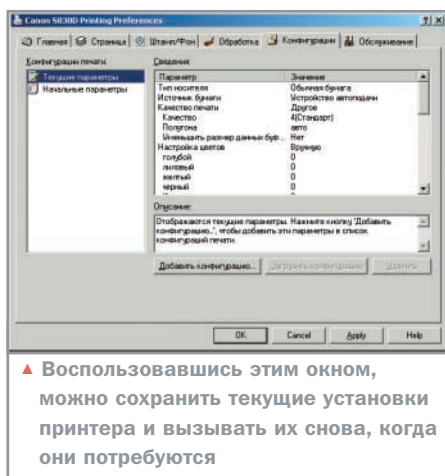 Canon S830D Printing Preferences
Главная Страница Штамп/Фон Обработка Конфигурации Обслуживание
Конфигурации печати:
Текущие параметры
Начальные параметры
Сведения:
Параметр Значение
Тип носителя Обычная бумага
Источник бумаги Устройство автоподачи
Качество печати Другое
Качество 4(Стандарт)
Полутона авто
Уменьшить размер данных буф... Нет
Настройка цветов Вручную
голубой 0
пиловый 0
желтый 0
черный 0
Описание:
Отображаются текущие параметры. Нажмите кнопку 'Добавить
конфигурацию..', чтобы добавить эти параметры в список
конфигураций печати.
Добавить конфигурацию... Загрузить конфигурацию Удалить
OK Cancel Apply Help
Воспользовавшись этим окном,
можно сохранить текущие установки
принтера и вызывать их снова, когда
они потребуются